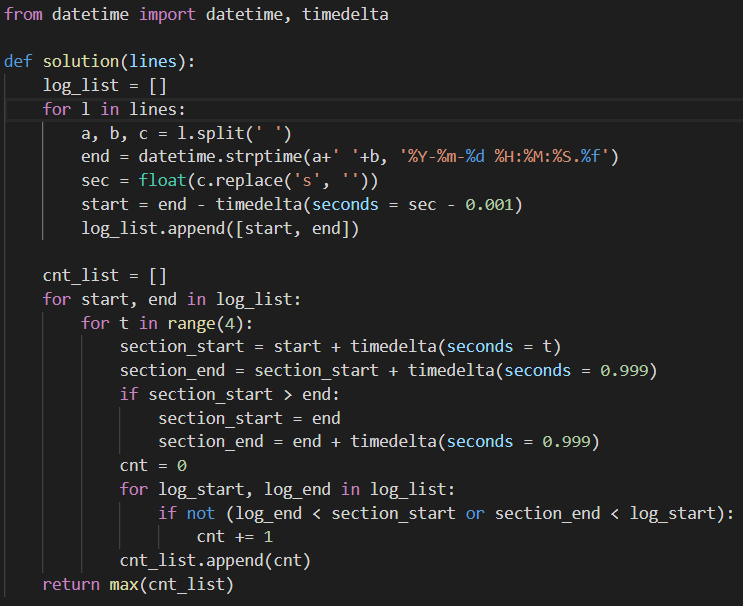 from datetime import datetime, timedelta

def solution(lines):
    log_list = []
    for l in lines:
        a, b, c = l.split(' ')
        end = datetime.strptime(a+' '+b, '%Y-%m-%d %H:%M:%S.%f')
        sec = float(c.replace('s', ''))
        start = end - timedelta(seconds = sec - 0.001)
        log_list.append([start, end])

    cnt_list = []
    for start, end in log_list:
        for t in range(4):
            section_start = start + timedelta(seconds = t)
            section_end = section_start + timedelta(seconds = 0.999)
            if section_start > end:
                section_start = end
                section_end = end + timedelta(seconds = 0.999)
            cnt = 0
            for log_start, log_end in log_list:
                if not (log_end < section_start or section_end < log_start):
                    cnt += 1
            cnt_list.append(cnt)
    return max(cnt_list)